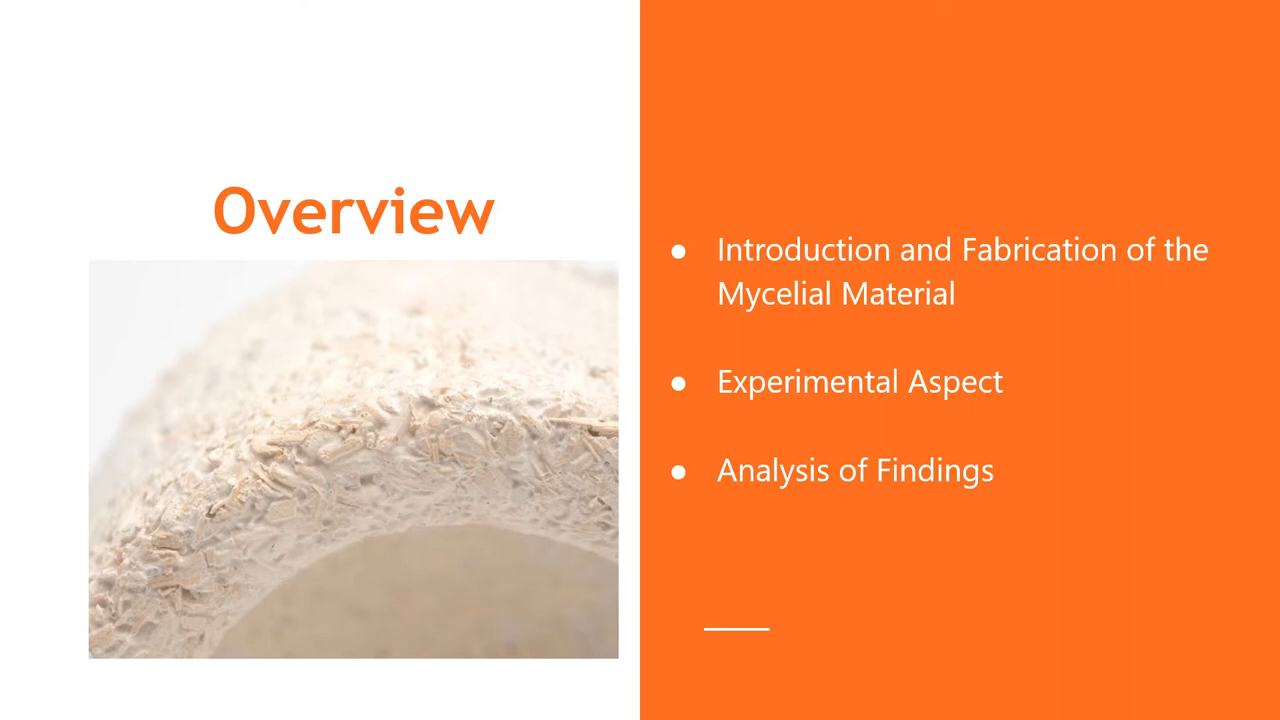 Overview
● Introduction and Fabrication of the
Mycelial Material
● Experimental Aspect
● Analysis of Findings